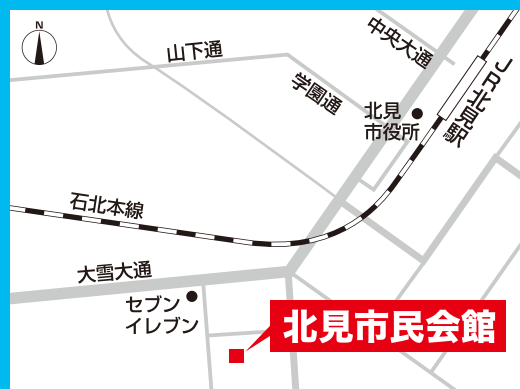 N
中央大通
山下通
学園通
JR北見駅
北見
市役所
石北本線
大雪大通
セブン
イレブン
北見市民会館